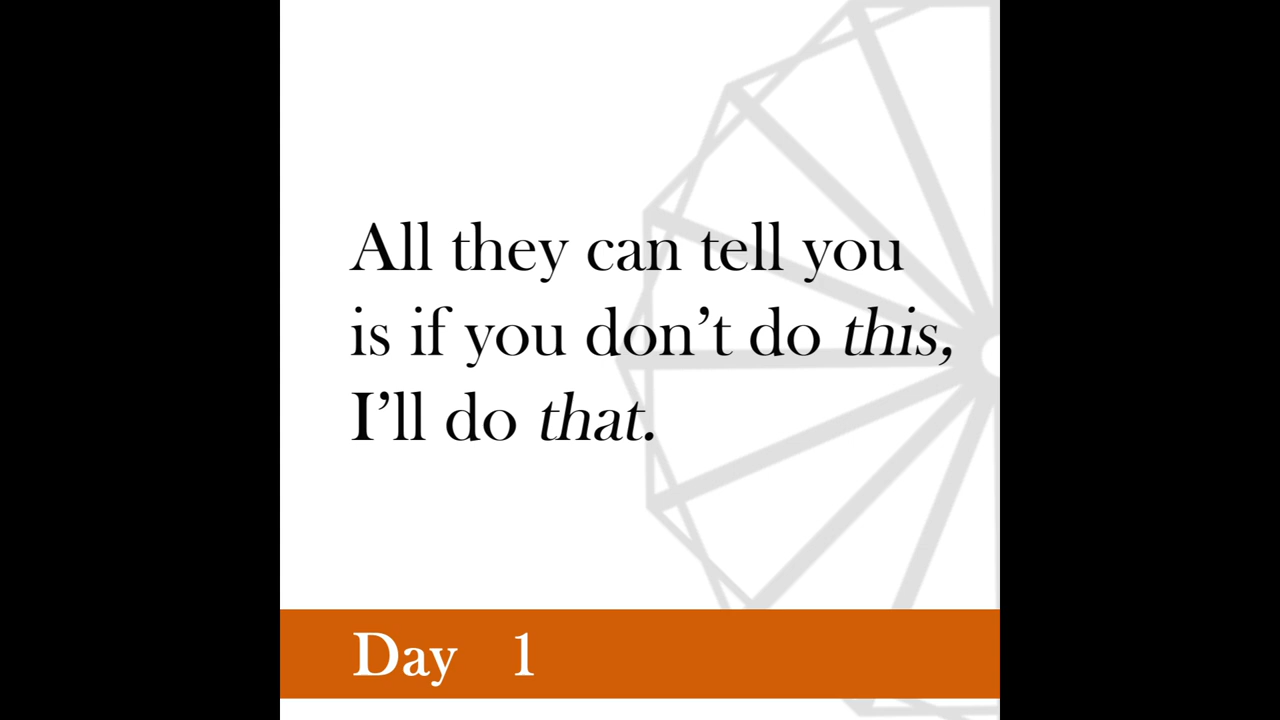 All they can tell you
is if you don’t do this,
I’ll do that.
Day 1